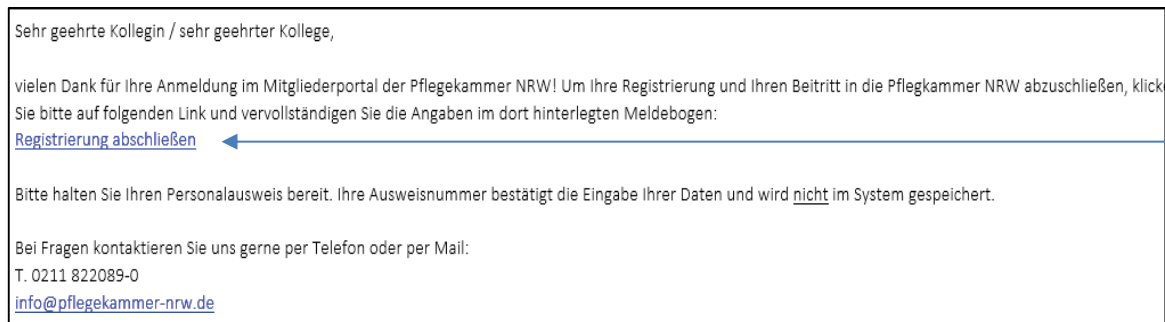 Sehr geehrte Kollegin / sehr geehrter Kollege,
vielen Dank für Ihre Anmeldung im Mitgliederportal der Pflegekammer NRW! Um Ihre Registrierung und Ihren Beitritt in die Pflegkammer NRW abzuschließen, klicke
Sie bitte auf folgenden Link und vervollständigen Sie die Angaben im dort hinterlegten Meldebogen:
Registrierung abschließen
Bitte halten Sie Ihren Personalausweis bereit. Ihre Ausweisnummer bestätigt die Eingabe Ihrer Daten und wird nicht im System gespeichert.
Bei Fragen kontaktieren Sie uns gerne per Telefon oder per Mail:
T. 0211 822089-0
info@pflegekammer-nrw.de